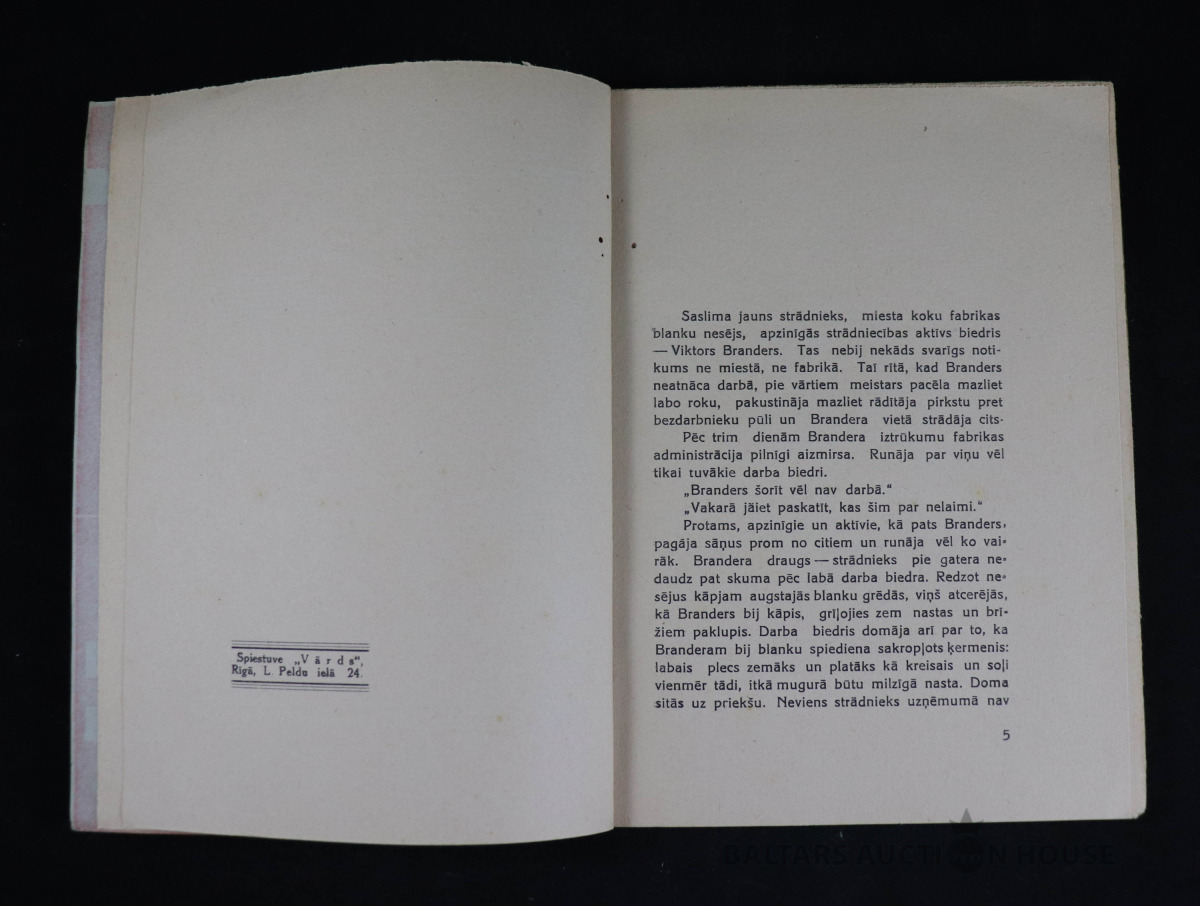 Spiestuve „Vārds“,
Rīgā, L. Peldu ielā 24.
Saslima jauns strādnieks, miesta koku fabrikas
blanku nesējs, apzinīgās strādniecības aktīvs biedris
— Viktors Branders. Tas nebij nekāds svarīgs noti-
kums ne miestā, ne fabrikā. Taī rītā, kad Branders
neatnāca darbā, pie vārtiem meistars pacēla mazliet
labo roku, pakustināja mazliet rādītāja pirkstu pret
bezdarbnieku pūli un Brandera vietā strādāja cits.
Pēc trim dienām Brandera iztrūkumu fabrikas
administrācija pilnīgi aizmirsa. Runāja par viņu vēl
tikai tuvākie darba biedri.
„Branders šorīt vēl nav darbā.“
„Vakarā jāiet paskatīt, kas šim par nelaimi.“
Protams, apzinīgie un aktīvie, kā pats Branders,
pagāja sāņus prom no citiem un runāja vēl ko vai-
rāk. Brandera draugs — strādnieks pie gatera ne-
daudz pat skuma pēc labā darba biedra. Redzot ne-
sējus kāpjam augstajās blanku grēdās, viņš atcerējās,
kā Branders bij kāpis, grīļojies zem nastas un brī-
žiem paklupis. Darba biedris domāja arī par to, ka
Branderam bij blanku spiediena sakropļots ķermenis:
labais plecs zemāks un platāks kā kreisais un soļi
vienmēr tādi, itkā mugurā būtu milzīgā nasta. Doma
sitās uz priekšu. Neviens strādnieks uzņēmumā nav
5
BALTARS AUCTION HOUSE